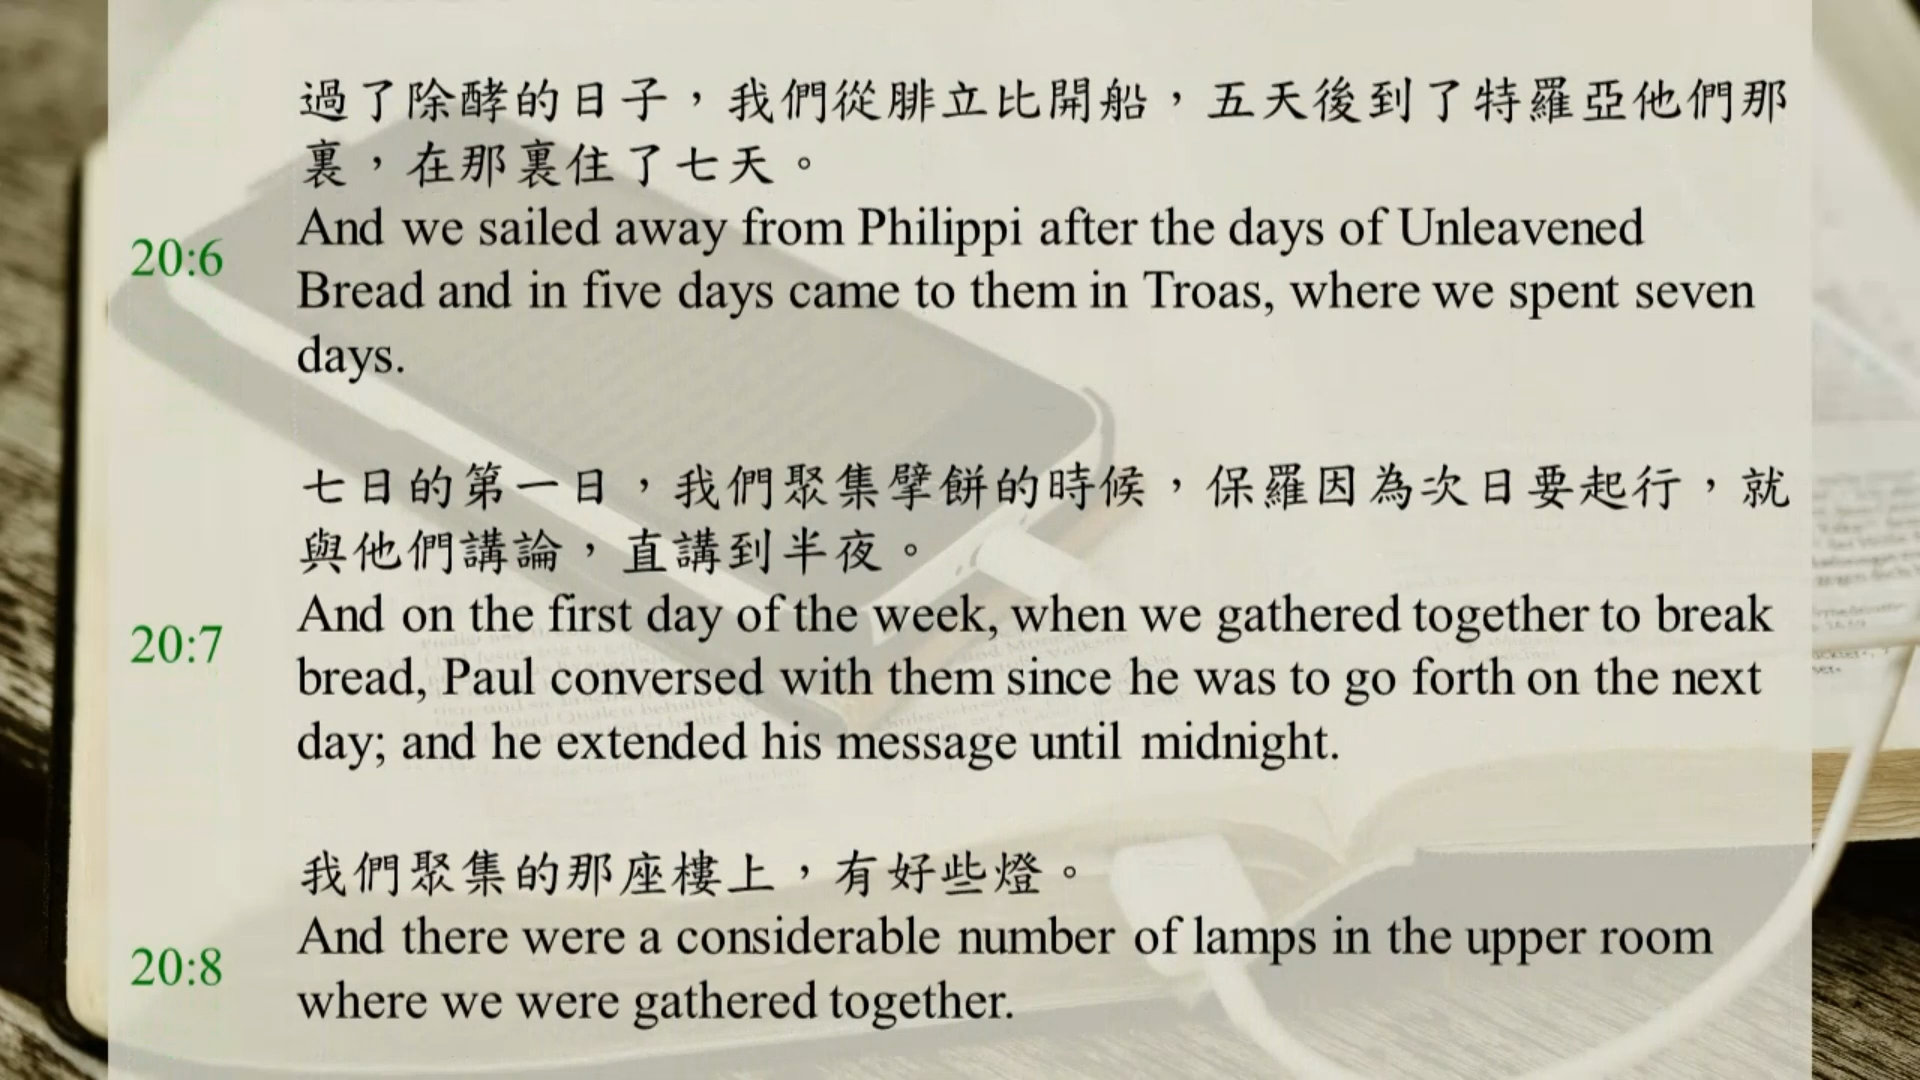 過了除酵的日子，我們從腓立比開船，五天後到了特羅亞他們那
裏，在那裏住了七天。
20:6
And we sailed away from Philippi after the days of Unleavened
Bread and in five days came to them in Troas, where we spent seven
days.
七日的第一日，我們聚集擘餅的時候，保羅因為次日要起行，就
與他們講論，直講到半夜。
20:7
And on the first day of the week, when we gathered together to break
bread, Paul conversed with them since he was to go forth on the next
day; and he extended his message until midnight.
我們聚集的那座樓上，有好些燈。
20:8
And there were a considerable number of lamps in the upper room
where we were gathered together.